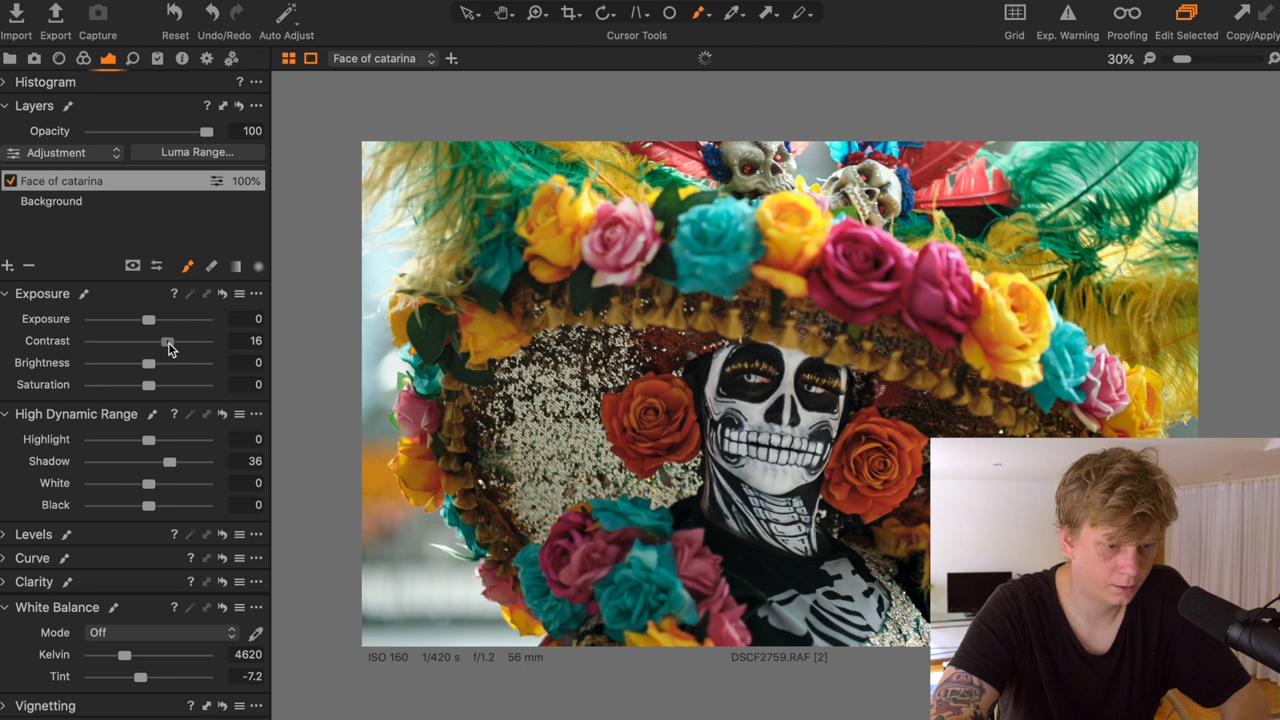 Import Export Capture Reset Undo/Redo Auto Adjust Cursor Tools Grid Exp. Warning Proofing Edit Selected Copy/Apply
Face of catarina 30%
Histogram ? ...
Layers ?
Opacity 100
Adjustment Luma Range...
Face of catarina 100%
Background
Exposure ?
Exposure 0
Contrast 16
Brightness 0
Saturation 0
High Dynamic Range ?
Highlight 0
Shadow 36
White 0
Black 0
Levels ?
Curve ?
Clarity ?
White Balance ?
Mode Off
Kelvin 4620
Tint -7.2
Vignetting ?
ISO 160 1/420 s f/1.2 56 mm DSCF2759.RAF [2]